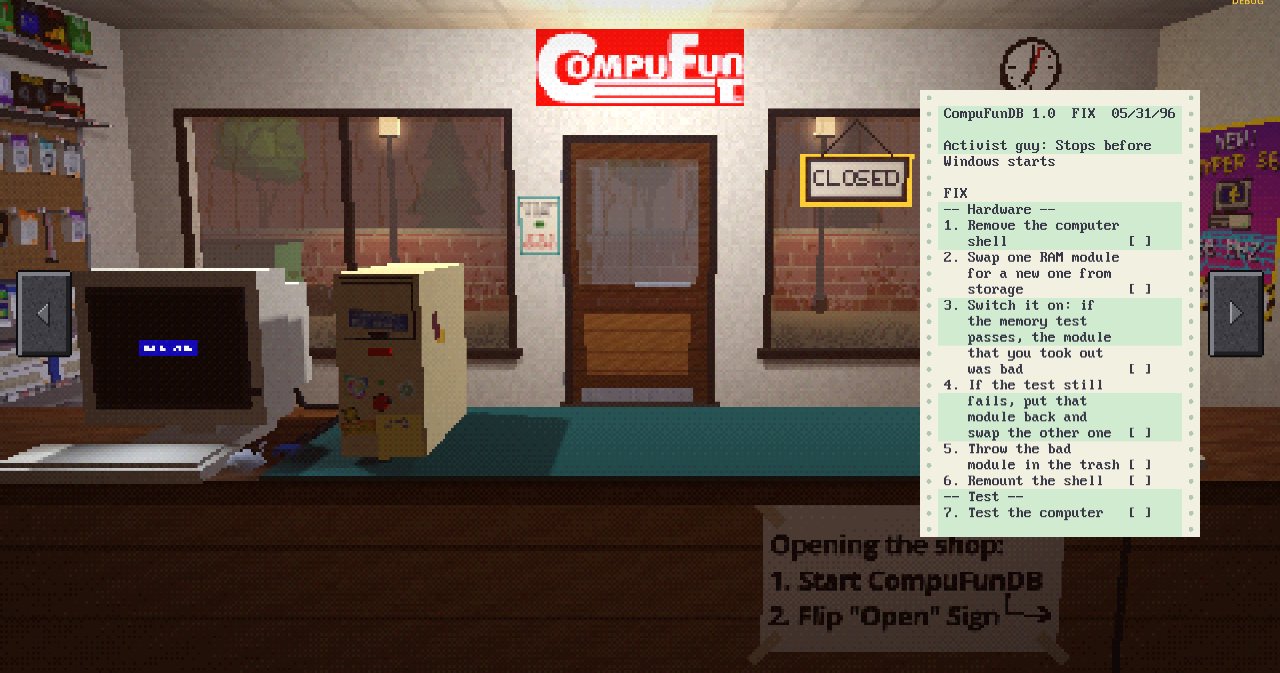 DEBUG
COMPUFUN
CompuFunDB 1.0 FIX 05/31/96
Activist guy: Stops before
Windows starts
FIX
-- Hardware --
1. Remove the computer
shell [ ]
2. Swap one RAM module
for a new one from
storage [ ]
3. Switch it on: if
the memory test
passes, the module
that you took out
was bad [ ]
4. If the test still
fails, put that
module back and
swap the other one [ ]
5. Throw the bad
module in the trash [ ]
6. Remount the shell [ ]
-- Test --
7. Test the computer [ ]
CLOSED
NEW:
Opening the shop:
1. Start CompuFunDB
2. Flip "Open" Sign